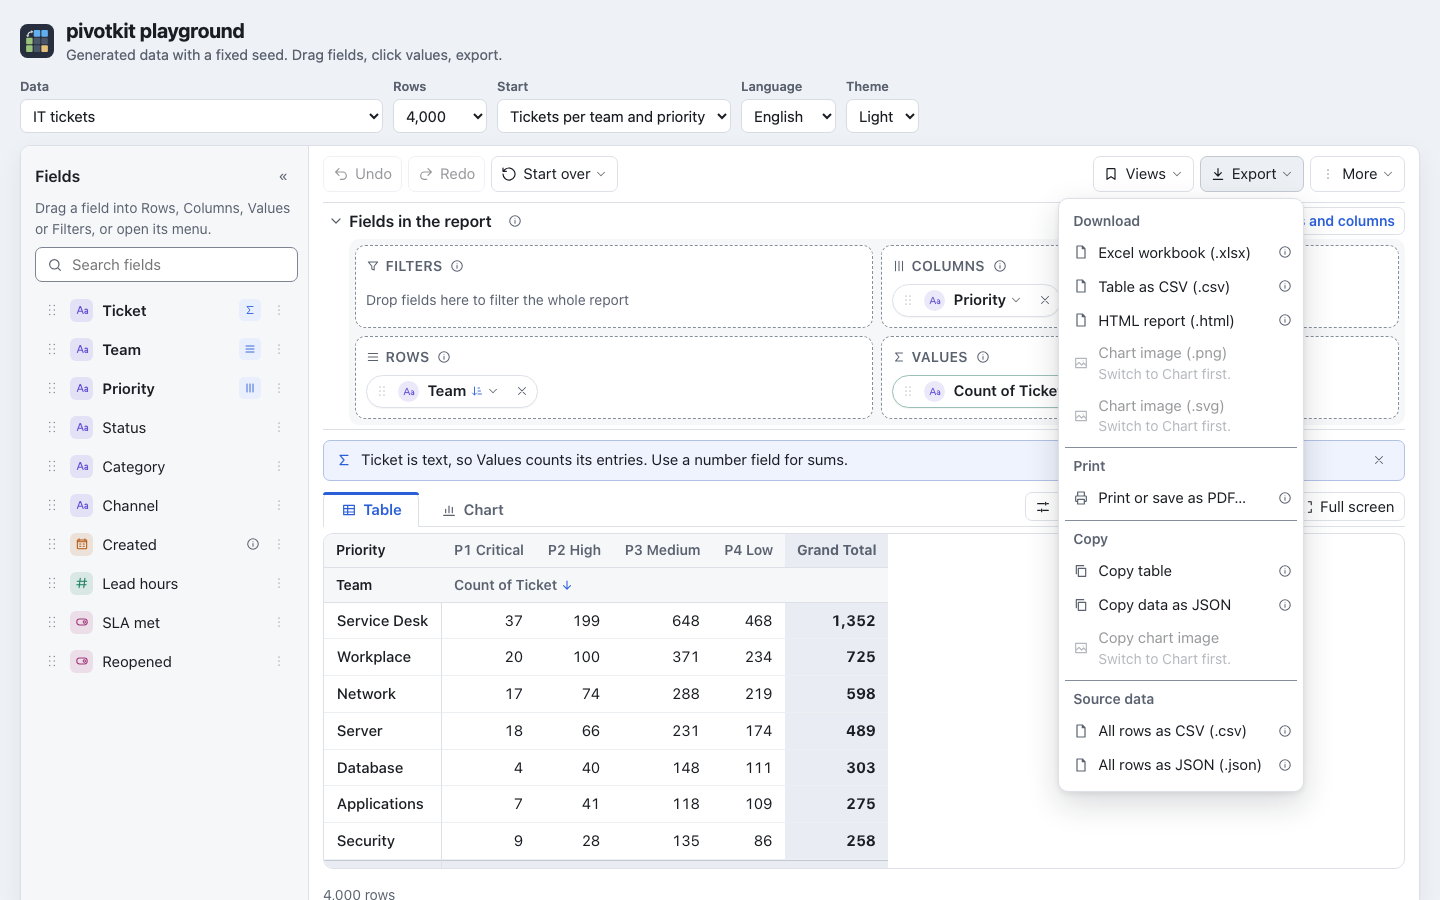 pivotkit playground
Generated data with a fixed seed. Drag fields, click values, export.
Data
Rows
Start
Language
Theme
IT tickets
4,000
Tickets per team and priority
English
Light
Fields
«
Drag a field into Rows, Columns, Values
or Filters, or open its menu.
Search fields
Aa Ticket Σ
Aa Team
Aa Priority
Aa Status
Aa Category
Aa Channel
Created
# Lead hours
SLA met
Reopened
Undo
Redo
Start over
Views
Export
More
Fields in the report
and columns
FILTERS
Drop fields here to filter the whole report
COLUMNS
Aa Priority
ROWS
Aa Team
Σ VALUES
Aa Count of Ticke
Σ Ticket is text, so Values counts its entries. Use a number field for sums.
Table
Chart
Full screen
Priority P1 Critical P2 High P3 Medium P4 Low Grand Total
Team Count of Ticket ↓
Service Desk 37 199 648 468 1,352
Workplace 20 100 371 234 725
Network 17 74 288 219 598
Server 18 66 231 174 489
Database 4 40 148 111 303
Applications 7 41 118 109 275
Security 9 28 135 86 258
4,000 rows
Download
Excel workbook (.xlsx)
Table as CSV (.csv)
HTML report (.html)
Chart image (.png)
Switch to Chart first.
Chart image (.svg)
Switch to Chart first.
Print
Print or save as PDF...
Copy
Copy table
Copy data as JSON
Copy chart image
Switch to Chart first.
Source data
All rows as CSV (.csv)
All rows as JSON (.json)